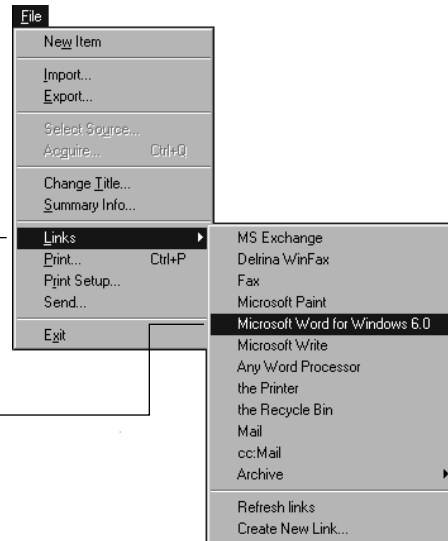 File
New Item
Import...
Export...
Select Source...
Acquire... Ctrl+Q
Change Title...
Summary Info...
Links
Print... Ctrl+P
Print Setup...
Send...
Exit
MS Exchange
Delrina WinFax
Fax
Microsoft Paint
Microsoft Word for Windows 6.0
Microsoft Write
Any Word Processor
the Printer
the Recycle Bin
Mail
cc:Mail
Archive
Refresh links
Create New Link...